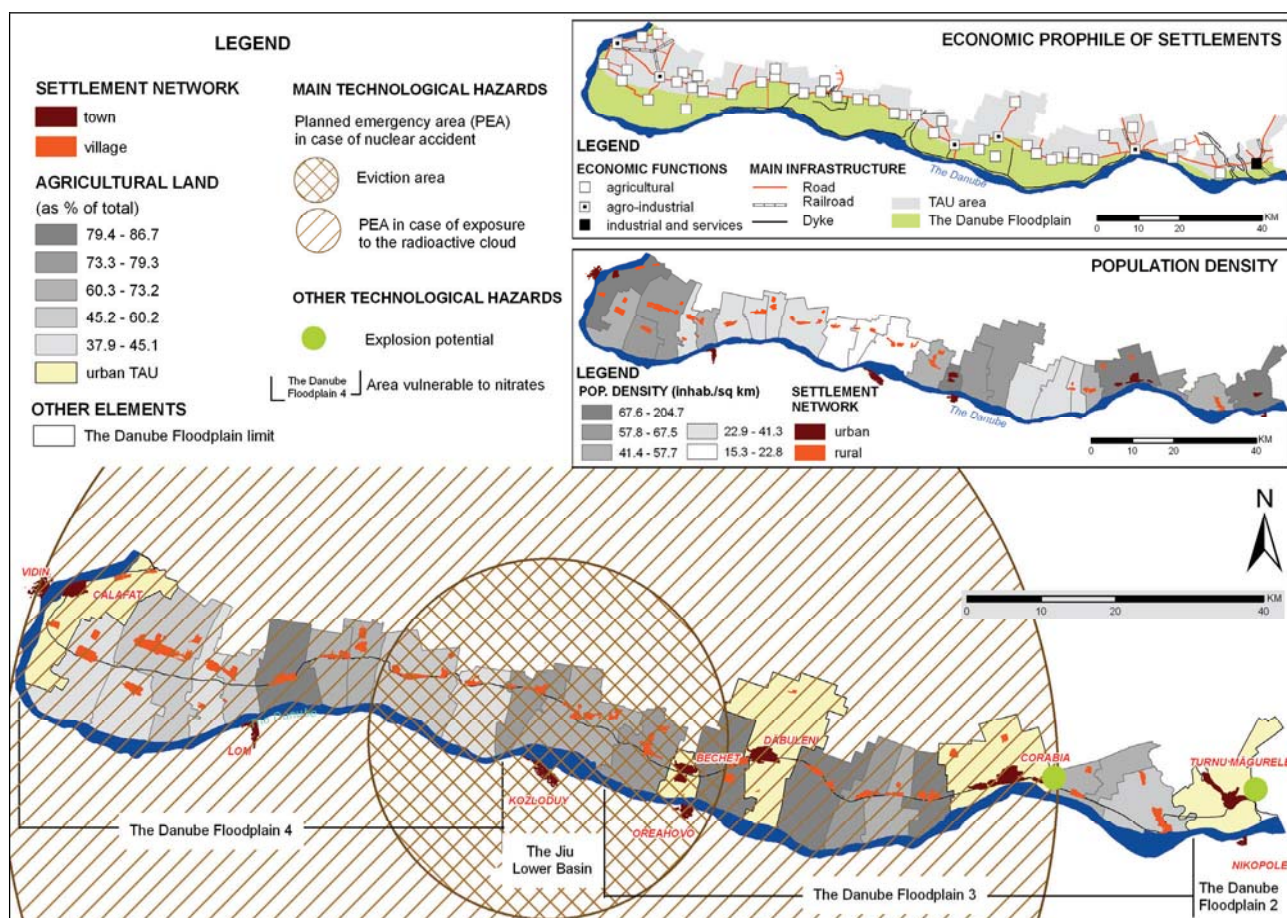 LEGEND
SETTLEMENT NETWORK
town
village
AGRICULTURAL LAND
(as % of total)
79.4 - 86.7
73.3 - 79.3
60.3 - 73.2
45.2 - 60.2
37.9 - 45.1
urban TAU
OTHER ELEMENTS
The Danube Floodplain limit
MAIN TECHNOLOGICAL HAZARDS
Planned emergency area (PEA)
in case of nuclear accident
Eviction area
PEA in case of exposure
to the radioactive cloud
OTHER TECHNOLOGICAL HAZARDS
Explosion potential
The Danube
Floodplain 4
Area vulnerable to nitrates
ECONOMIC PROPHILE OF SETTLEMENTS
The Danube
LEGEND
ECONOMIC FUNCTIONS
agricultural
agro-industrial
industrial and services
MAIN INFRASTRUCTURE
Road
Railroad
Dyke
TAU area
The Danube Floodplain
KM
0 10 20 40
POPULATION DENSITY
The Danube
LEGEND
POP. DENSITY (inhab./sq km)
67.6 - 204.7
57.8 - 67.5
41.4 - 57.7
22.9 - 41.3
15.3 - 22.8
SETTLEMENT
NETWORK
urban
rural
KM
0 10 20 40
N
KM
0 10 20 40
VIDIN
CALAFAT
LOM
KOZLODUY
OREAHOVO
BECHET
DABULENI
CORABIA
TURNU-MAGURELE
NIKOPOLE
The Danube Floodplain 4
The Jiu
Lower Basin
The Danube Floodplain 3
The Danube
Floodplain 2